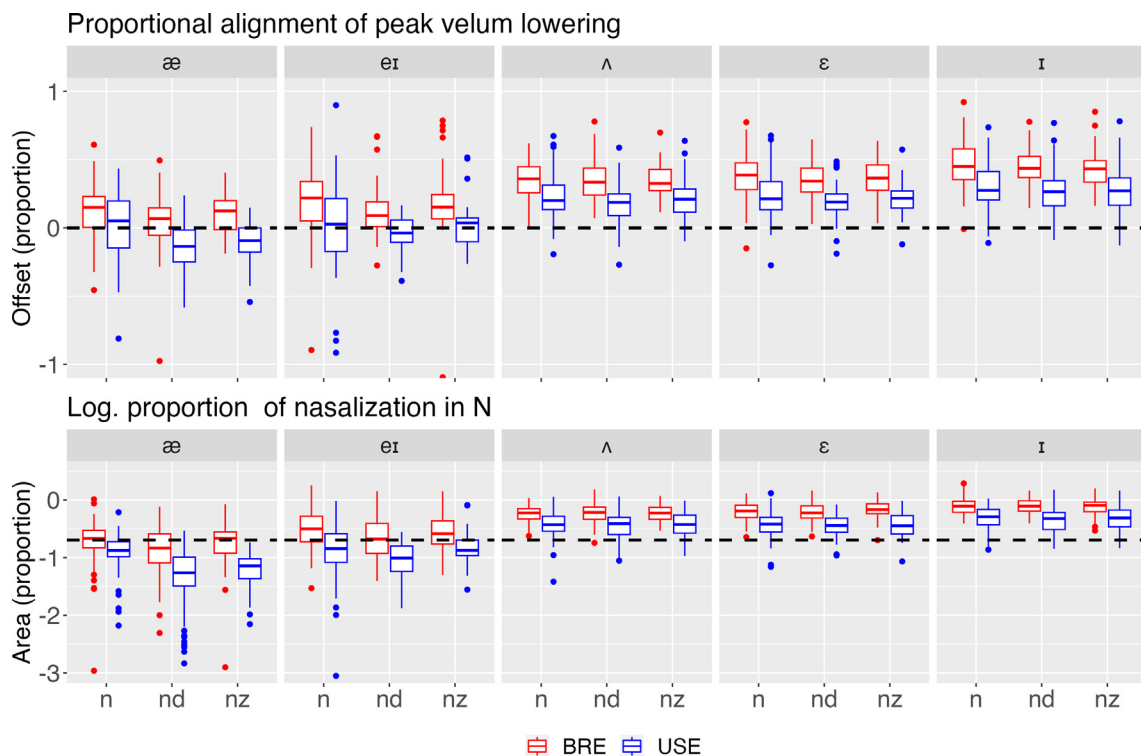 Proportional alignment of peak velum lowering
æ eɪ ʌ ɛ ɪ
Offset (proportion)
1
0
-1
Log. proportion  of nasalization in N
æ eɪ ʌ ɛ ɪ
Area (proportion)
0
-1
-2
-3
n nd nz n nd nz n nd nz n nd nz n nd nz
BRE USE